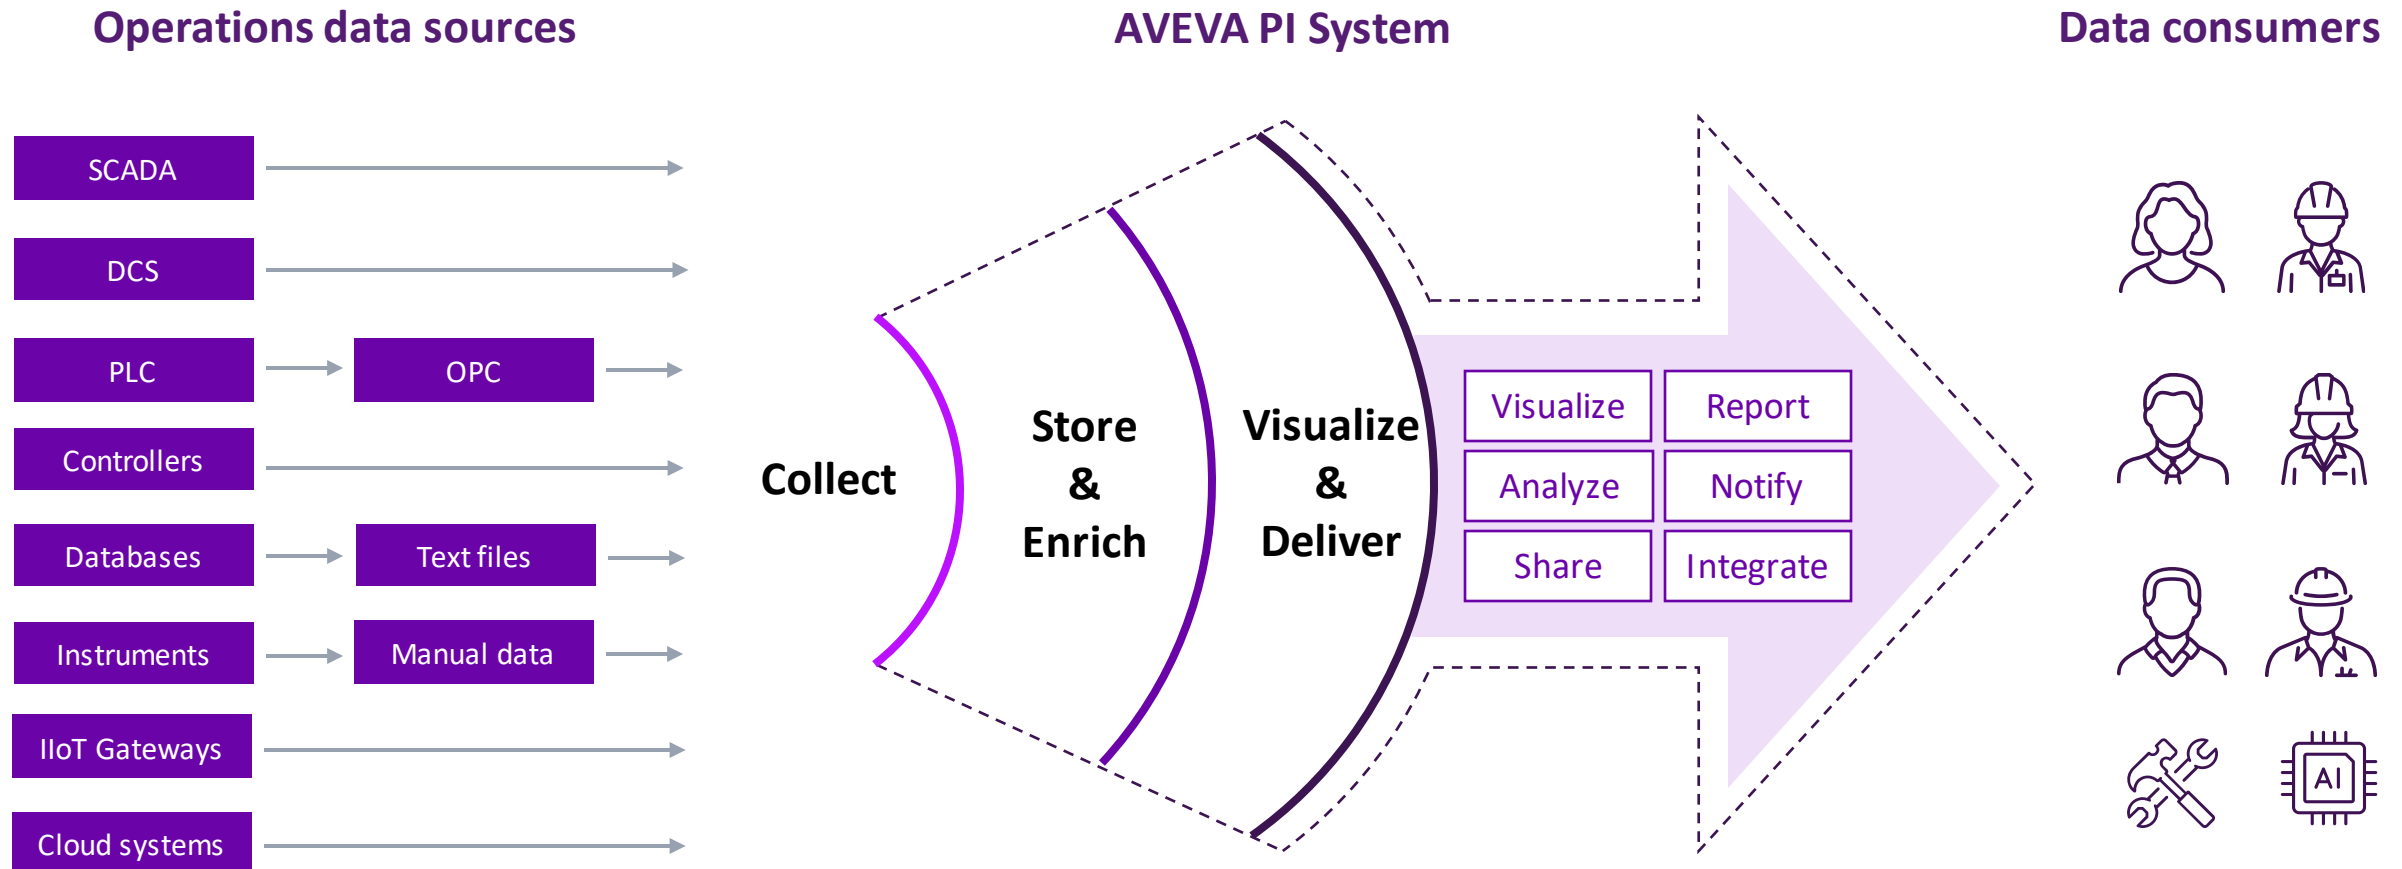 Operations data sources
AVEVA PI System
Data consumers
SCADA
DCS
PLC
OPC
Controllers
Databases
Text files
Instruments
Manual data
IIoT Gateways
Cloud systems
Collect
Store
&
Enrich
Visualize
&
Deliver
Visualize
Report
Analyze
Notify
Share
Integrate
AI